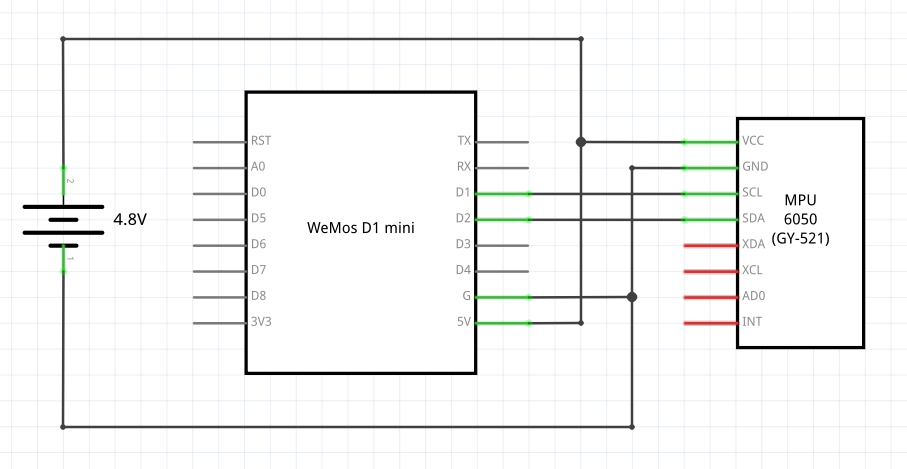 2
4.8V
1
RST
A0
D0
D5
D6
D7
D8
3V3
WeMos D1 mini
TX
RX
D1
D2
D3
D4
G
5V
VCC
GND
SCL
SDA
XDA
XCL
AD0
INT
MPU
6050
(GY-521)